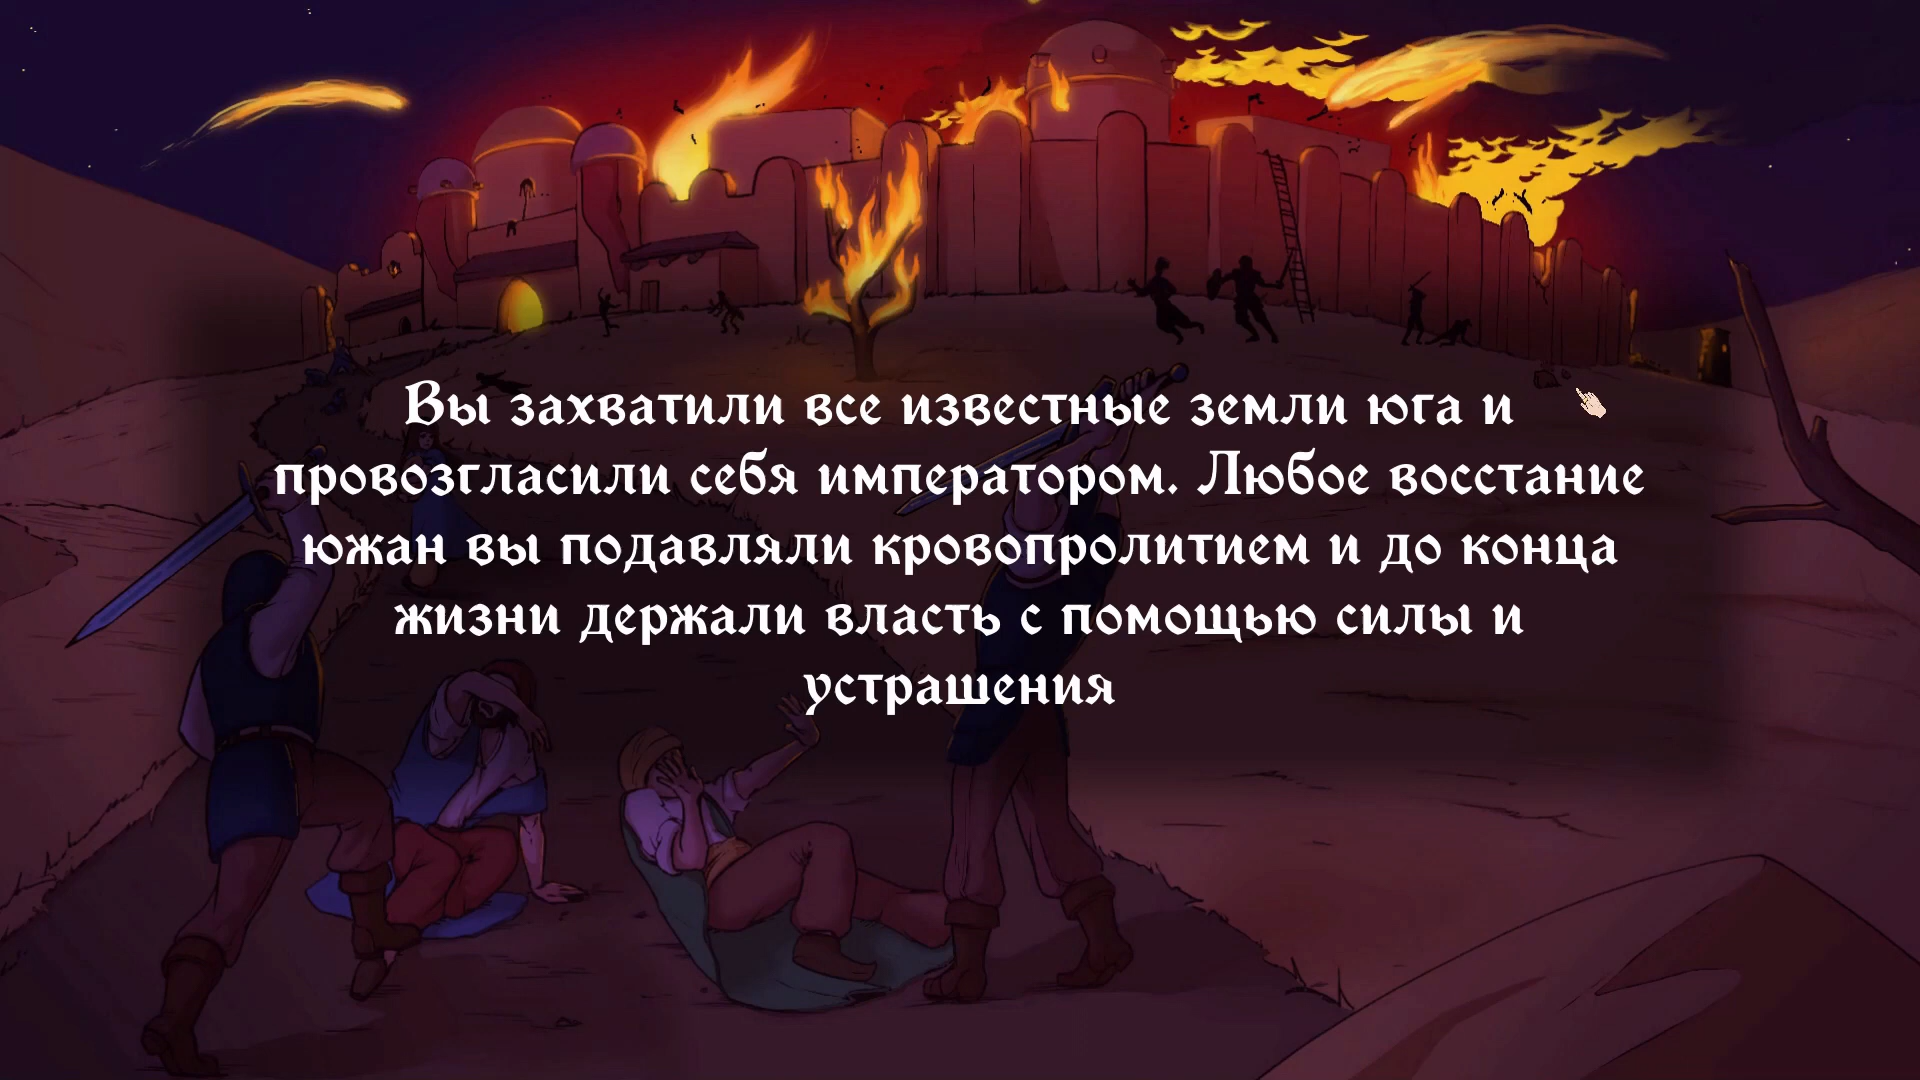 Вы захватили все известные земли юга и
провозгласили себя императором. Любое восстание
южан вы подавляли кровопролитием и до конца
жизни держали власть с помощью силы и
устрашения